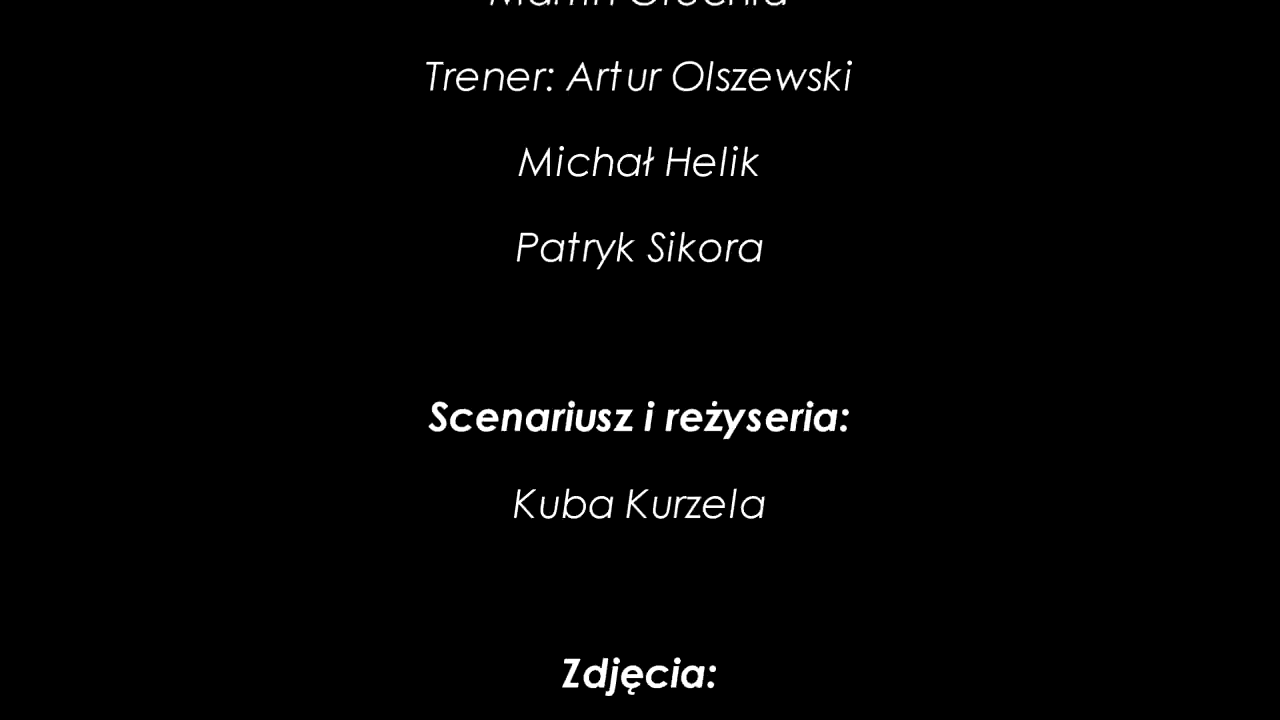 Trener: Artur Olszewski
Michał Helik
Patryk Sikora
Scenariusz i reżyseria:
Kuba Kurzela
Zdjęcia: